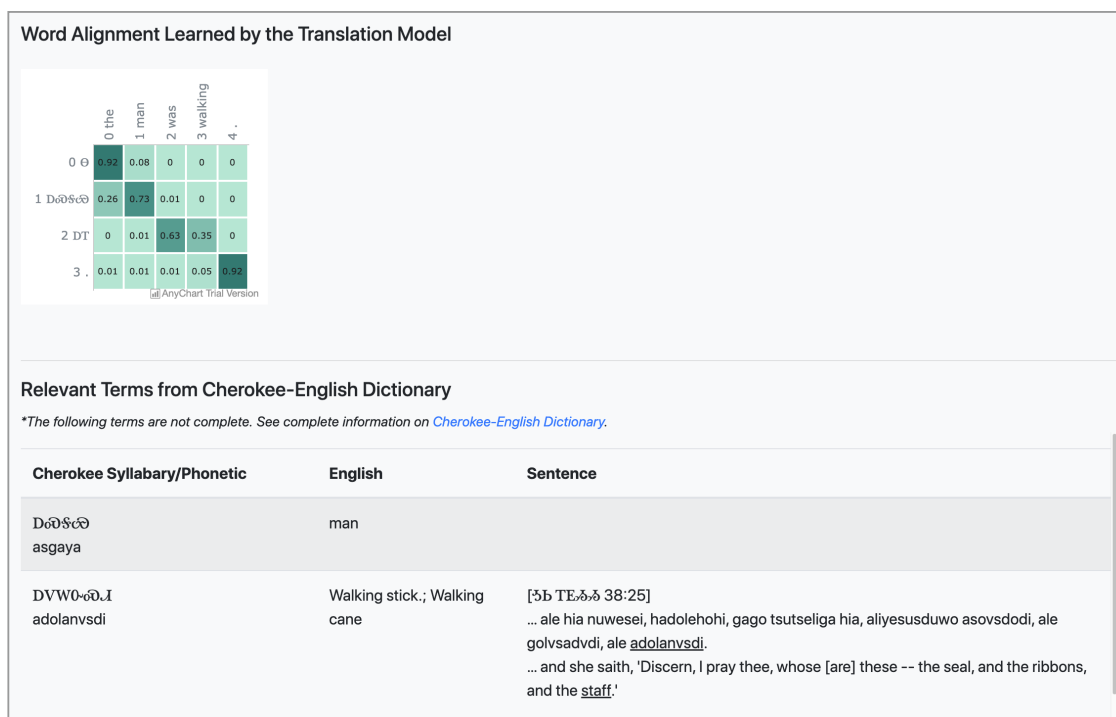 Word Alignment Learned by the Translation Model
0 the
1 man
2 was
3 walking
4 .
0 Ꮎ 0.92 0.08 0 0 0
1 ᎠᏍᎦᏯ 0.26 0.73 0.01 0 0
2 ᎠᎢ 0 0.01 0.63 0.35 0
3 . 0.01 0.01 0.01 0.05 0.92
AnyChart Trial Version
Relevant Terms from Cherokee-English Dictionary
*The following terms are not complete. See complete information on Cherokee-English Dictionary.
Cherokee Syllabary/Phonetic English Sentence
ᎠᏍᎦᏯ man
asgaya
ᎠᏙᎳᏅᏍᏗ Walking stick.; Walking [ᏕᏏ ᎢᎬᏱᏱ 38:25]
adolanvsdi cane ... ale hia nuwesei, hadolehohi, gago tsutseliga hia, aliyesusduwo asovsdodi, ale
golvsadvdi, ale adolanvsdi.
... and she saith, 'Discern, I pray thee, whose [are] these -- the seal, and the ribbons,
and the staff.'